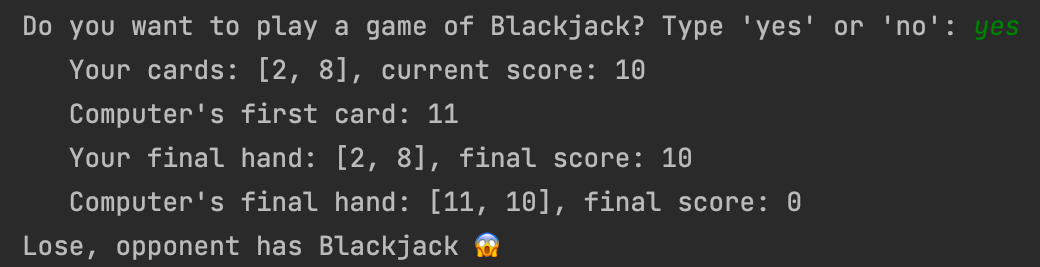 Do you want to play a game of Blackjack? Type 'yes' or 'no': yes
Your cards: [2, 8], current score: 10
Computer's first card: 11
Your final hand: [2, 8], final score: 10
Computer's final hand: [11, 10], final score: 0
Lose, opponent has Blackjack 😱